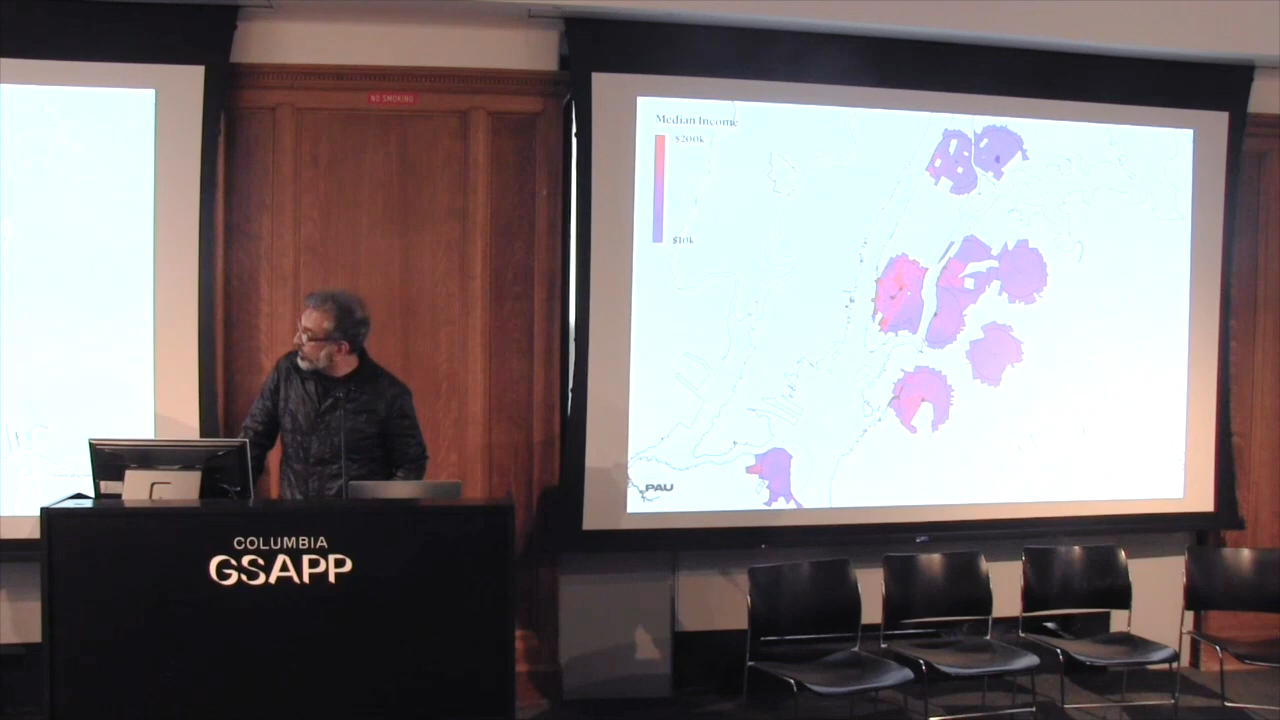 NO SMOKING
Median Income
$200k
$10k
PAU
COLUMBIA
GSAPP